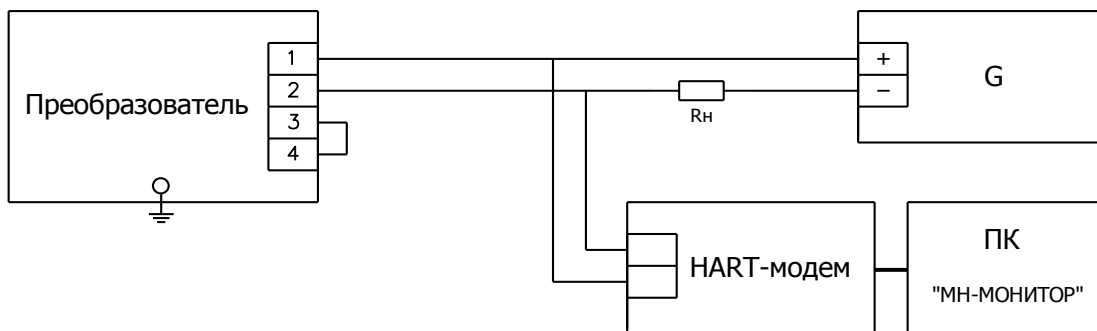 Преобразователь
1
2
3
4
Rн
+
−
G
HART-модем
ПК
"МН-МОНИТОР"